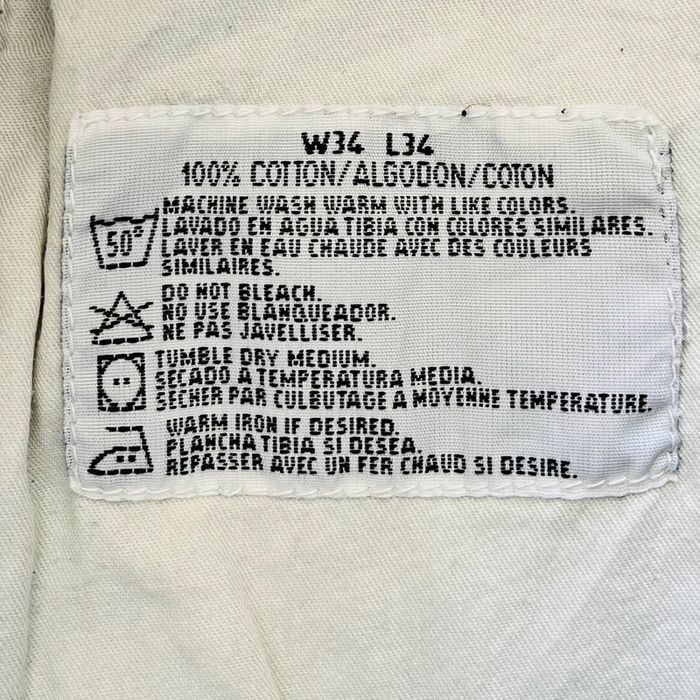 W34 L34
100% COTTON/ALGODON/COTON
MACHINE WASH WARM WITH LIKE COLORS.
50° LAVADO EN AGUA TIBIA CON COLORES SIMILARES.
LAVER EN EAU CHAUDE AVEC DES COULEURS
SIMILAIRES.
DO NOT BLEACH.
NO USE BLANQUEADOR.
NE PAS JAVELLISER.
TUMBLE DRY MEDIUM.
SECADO A TEMPERATURA MEDIA.
SECHER PAR CULBUTAGE A MOYENNE TEMPERATURE.
WARM IRON IF DESIRED.
PLANCHA TIBIA SI DESEA.
REPASSER AVEC UN FER CHAUD SI DESIRE.